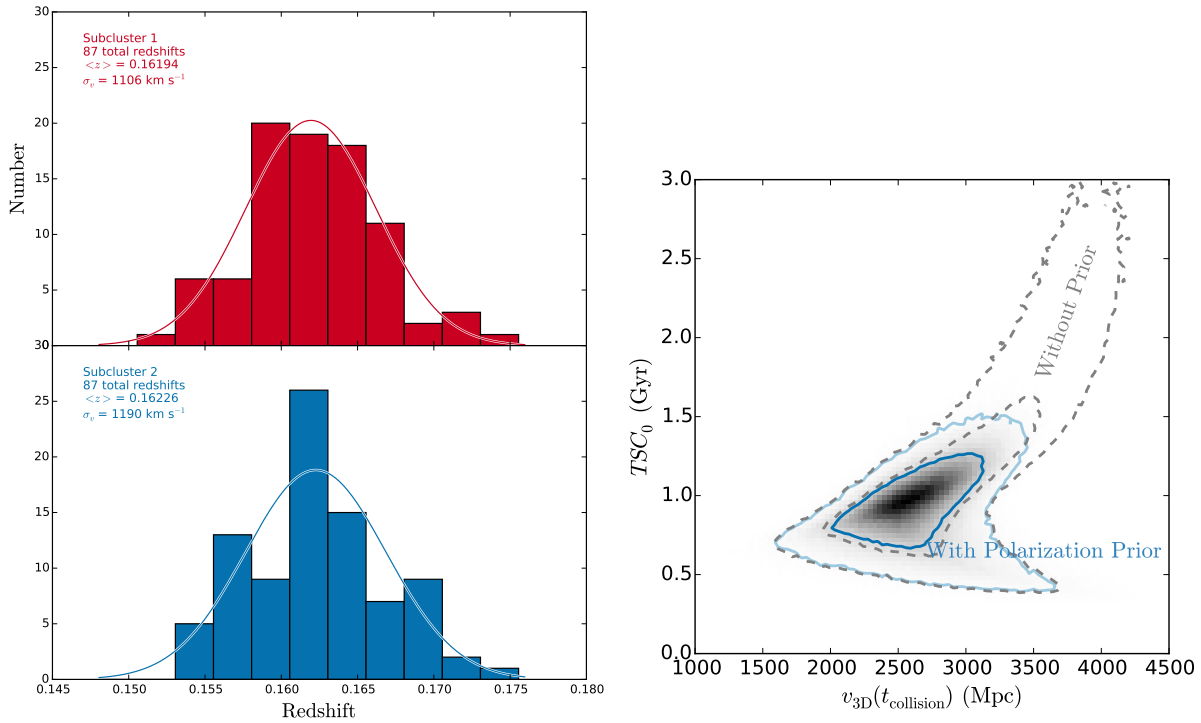 30
25
20
15
10
5
30
0
Number
Subcluster 1
87 total redshifts
<z> = 0.16194
σv = 1106 km s⁻¹
25
20
15
10
5
0
Subcluster 2
87 total redshifts
<z> = 0.16226
σv = 1190 km s⁻¹
0.145 0.150 0.155 0.160 0.165 0.170 0.175 0.180
Redshift
3.0
2.5
2.0
1.5
1.0
0.5
0.0
TSC₀ (Gyr)
Without Prior
With Polarization Prior
1000 1500 2000 2500 3000 3500 4000 4500
v₃D(tcollision) (Mpc)